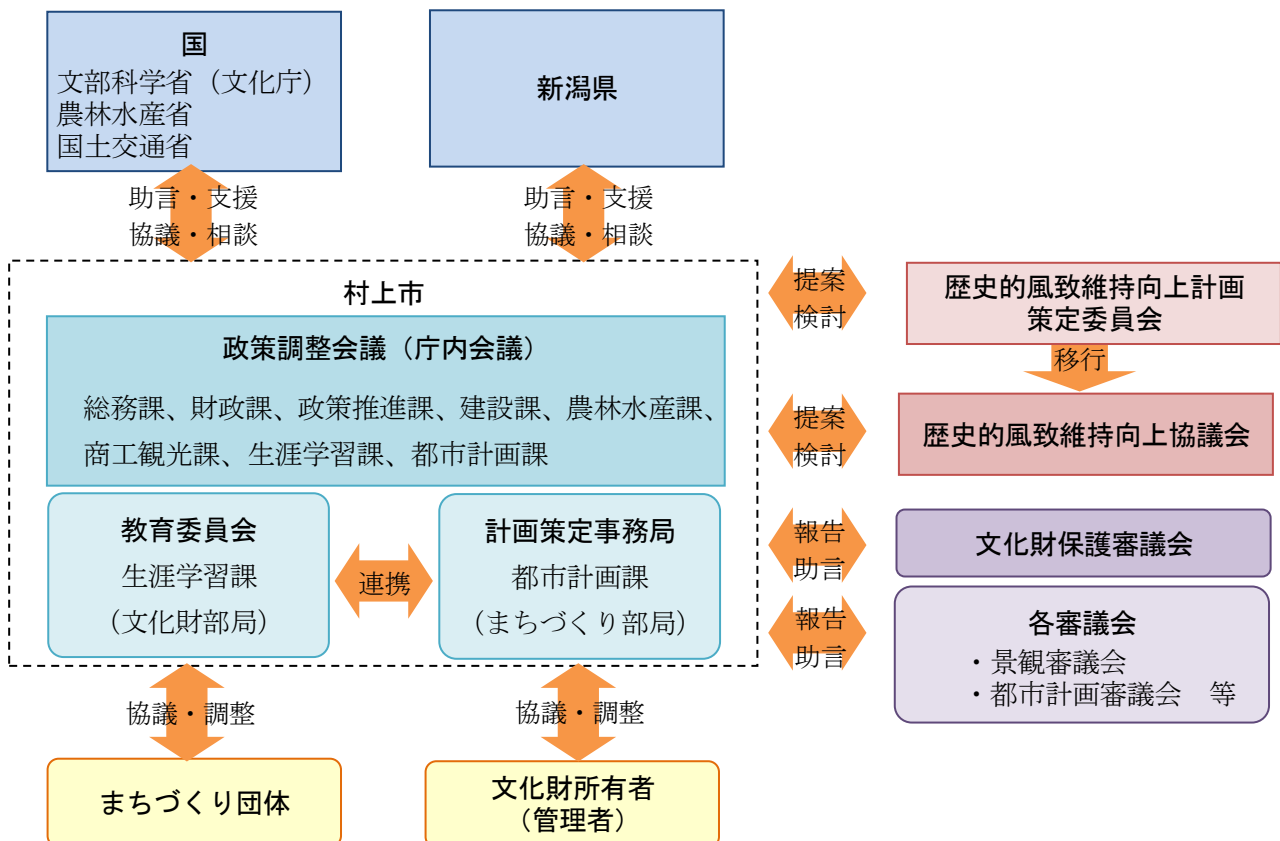 国
文部科学省（文化庁）
農林水産省
国土交通省
新潟県
助言・支援
協議・相談
助言・支援
協議・相談
村上市
政策調整会議（庁内会議）
総務課、財政課、政策推進課、建設課、農林水産課、
商工観光課、生涯学習課、都市計画課
教育委員会
生涯学習課
（文化財部局）
連携
計画策定事務局
都市計画課
（まちづくり部局）
提案
検討
歴史的風致維持向上計画
策定委員会
移行
提案
検討
歴史的風致維持向上協議会
報告
助言
文化財保護審議会
報告
助言
各審議会
・景観審議会
・都市計画審議会　等
協議・調整
協議・調整
まちづくり団体
文化財所有者
（管理者）